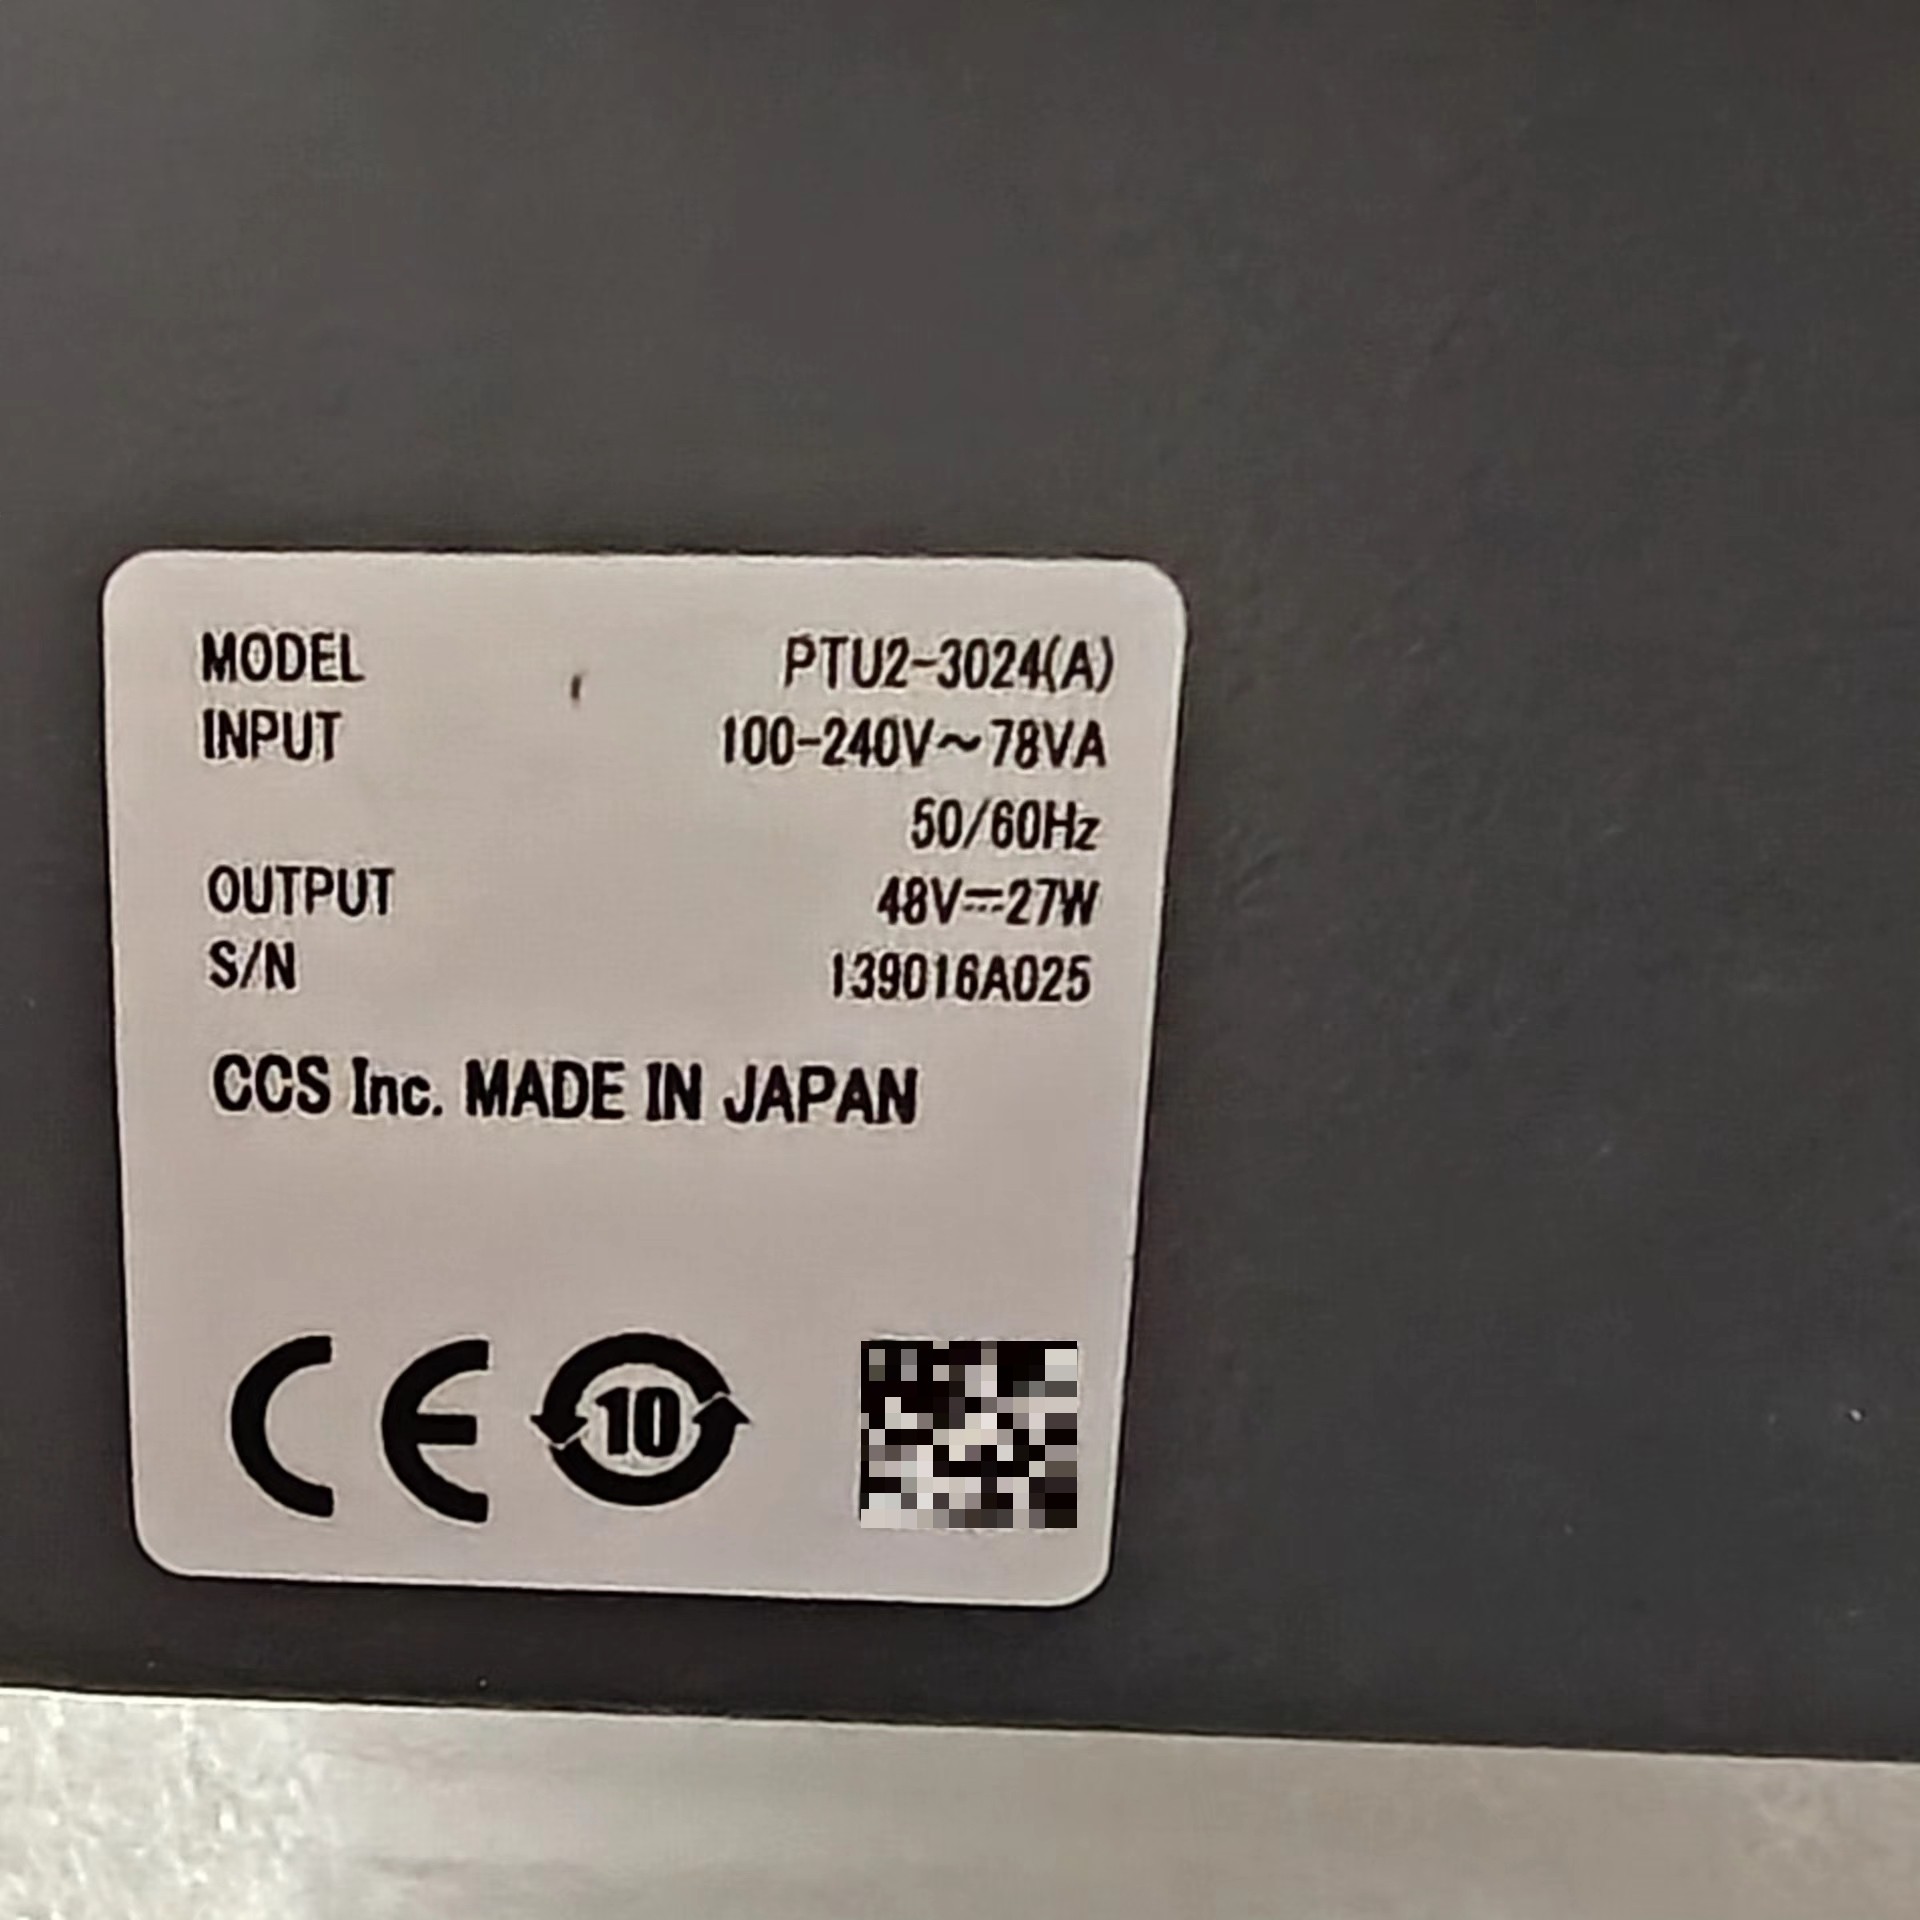 MODEL PTU2-3024(A)
INPUT 100-240V～78VA
50/60Hz
OUTPUT 48V⎓27W
S/N 139016A025
CCS Inc. MADE IN JAPAN
CE 10